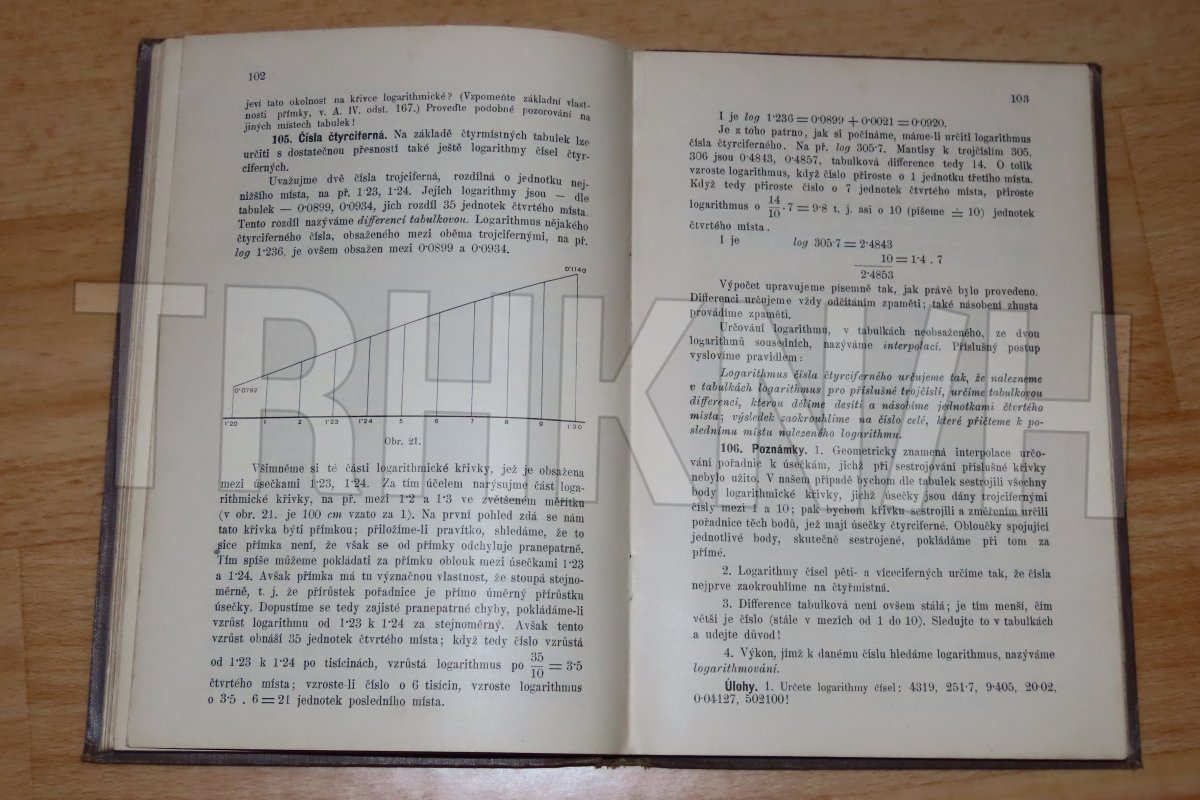 102
jeví tato okolnost na křivce logarithmické? (Vzpomeňte základní vlast-
nosti přímky, v. A. IV. odst. 167.) Proveďte podobné pozorování na
jiných místech tabulek!
105. Čísla čtyrciferná. Na základě čtyrmístných tabulek lze
určiti s dostatečnou přesností také ještě logarithmy čísel čtyr-
ciferných.
Uvažujme dvě čísla trojciferná, rozdílná o jednotku nej-
nižšího místa, na př. 1·23, 1·24. Jejich logarithmy jsou — dle
tabulek — 0·0899, 0·0934, jich rozdíl 35 jednotek čtvrtého místa.
Tento rozdíl nazýváme differencí tabulkovou. Logarithmus nějakého
čtyrciferného čísla, obsaženého mezi oběma trojcifernými, na př.
log 1·236, je ovšem obsažen mezi 0·0899 a 0·0934.
0·1140
0·0792
1·20 1 2 1·23 1·24 5 6 7 8 9 1·30
Obr. 21.
Všimněme si té části logarithmické křivky, jež je obsažena
mezi úsečkami 1·23, 1·24. Za tím účelem narýsujme část loga-
rithmické křivky, na př. mezi 1·2 a 1·3 ve zvětšeném měřítku
(v obr. 21. je 100 cm vzato za 1). Na první pohled zdá se nám
tato křivka býti přímkou; přiložíme-li pravítko, shledáme, že to
sice přímka není, že však se od přímky odchyluje pranepatrně.
Tím spíše můžeme pokládati za přímku oblouk mezi úsečkami 1·23
a 1·24. Avšak přímka má tu význačnou vlastnost, že stoupá stejno-
měrně, t. j. že přírůstek pořadnice je přímo úměrný přírůstku
úsečky. Dopustíme se tedy zajisté pranepatrné chyby, pokládáme-li
vzrůst logarithmu od 1·23 k 1·24 za stejnoměrný. Avšak tento
vzrůst obnáší 35 jednotek čtvrtého místa; když tedy číslo vzrůstá
od 1·23 k 1·24 po tisícinách, vzrůstá logarithmus po 35/10 = 3·5
čtvrtého místa; vzroste-li číslo o 6 tisícin, vzroste logarithmus
o 3·5 . 6 = 21 jednotek posledního místa.
103
I je log 1·236 = 0·0899 + 0·0021 = 0·0920.
Je z toho patrno, jak si počínáme, máme-li určiti logarithmus
čísla čtyrciferného. Na př. log 305·7. Mantisy k trojčíslím 305,
306 jsou 0·4843, 0·4857, tabulková difference tedy 14. O tolik
vzroste logarithmus, když číslo přiroste o 1 jednotku třetího místa.
Když tedy přiroste číslo o 7 jednotek čtvrtého místa, přiroste
logarithmus o 14/10 . 7 = 9·8 t. j. asi o 10 (píšeme ≐ 10) jednotek
čtvrtého místa.
I je log 305·7 = 2·4843
10 = 1·4 . 7
2·4853
Výpočet upravujeme písemně tak, jak právě bylo provedeno.
Differenci určujeme vždy odčítáním zpaměti; také násobení zhusta
provádíme zpaměti.
Určování logarithmu, v tabulkách neobsaženého, ze dvou
logarithmů sousedních, nazýváme interpolací. Příslušný postup
vyslovíme pravidlem:
Logarithmus čísla čtyrciferného určujeme tak, že nalezneme
v tabulkách logarithmus pro příslušné trojčíslí, určíme tabulkovou
differenci, kterou dělíme desíti a násobíme jednotkami čtvrtého
místa; výsledek zaokrouhlíme na číslo celé, které přičteme k po-
slednímu místu nalezeného logarithmu.
106. Poznámky. 1. Geometricky znamená interpolace určo-
vání pořadnic k úsečkám, jichž při sestrojování příslušné křivky
nebylo užito. V našem případě bychom dle tabulek sestrojili všechny
body logarithmické křivky, jichž úsečky jsou dány trojcifernými
čísly mezi 1 a 10; pak bychom křivku sestrojili a změřením určili
pořadnice těch bodů, jež mají úsečky čtyrciferné. Obloučky spojující
jednotlivé body, skutečně sestrojené, pokládáme při tom za
přímé.
2. Logarithmy čísel pěti- a víceciferných určíme tak, že čísla
nejprve zaokrouhlíme na čtyřmístná.
3. Difference tabulková není ovšem stálá; je tím menší, čím
větší je číslo (stále v mezích od 1 do 10). Sledujte to v tabulkách
a udejte důvod!
4. Výkon, jímž k danému číslu hledáme logarithmus, nazýváme
logarithmování.
Úlohy. 1. Určete logarithmy čísel: 4319, 251·7, 9·405, 20·02,
0·04127, 502100!